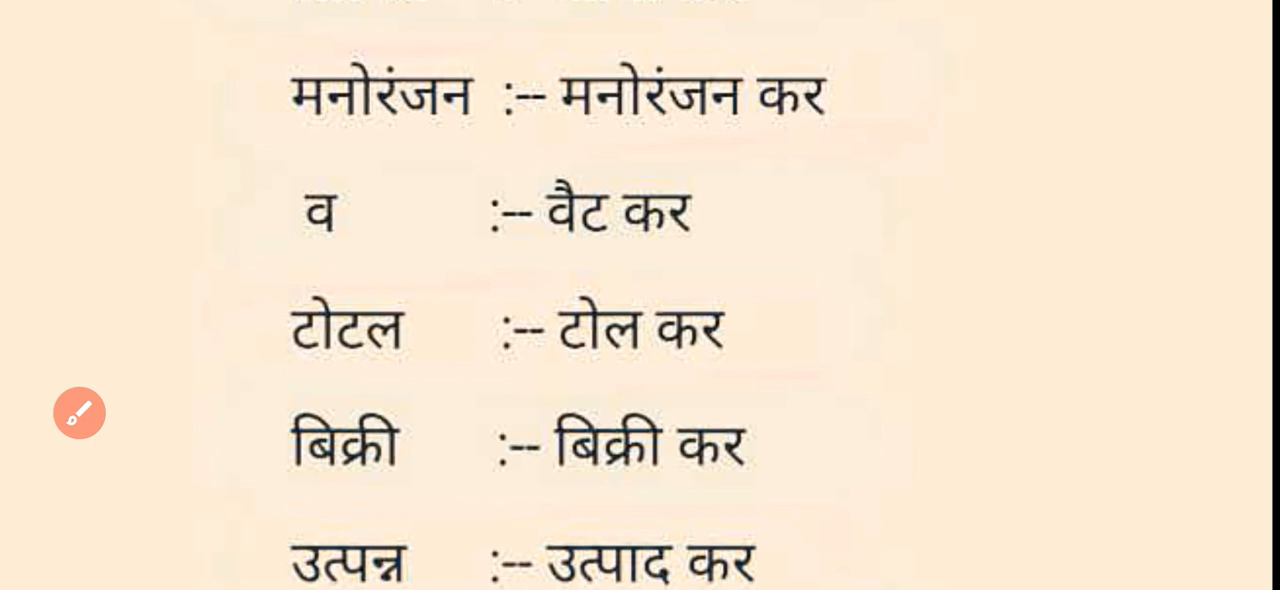 मनोरंजन :-- मनोरंजन कर
व :-- वैट कर
टोटल :-- टोल कर
बिक्री :-- बिक्री कर
उत्पन्न :-- उत्पाद कर